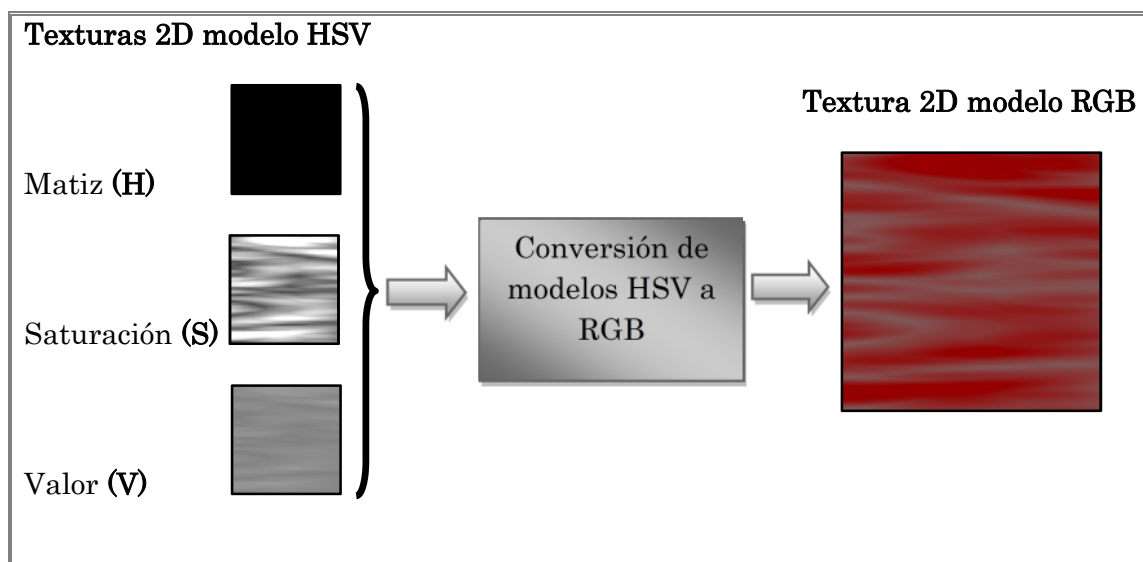 Texturas 2D modelo HSV
Textura 2D modelo RGB
Matiz (H)
Saturación (S)
Valor (V)
Conversión de
modelos HSV a
RGB